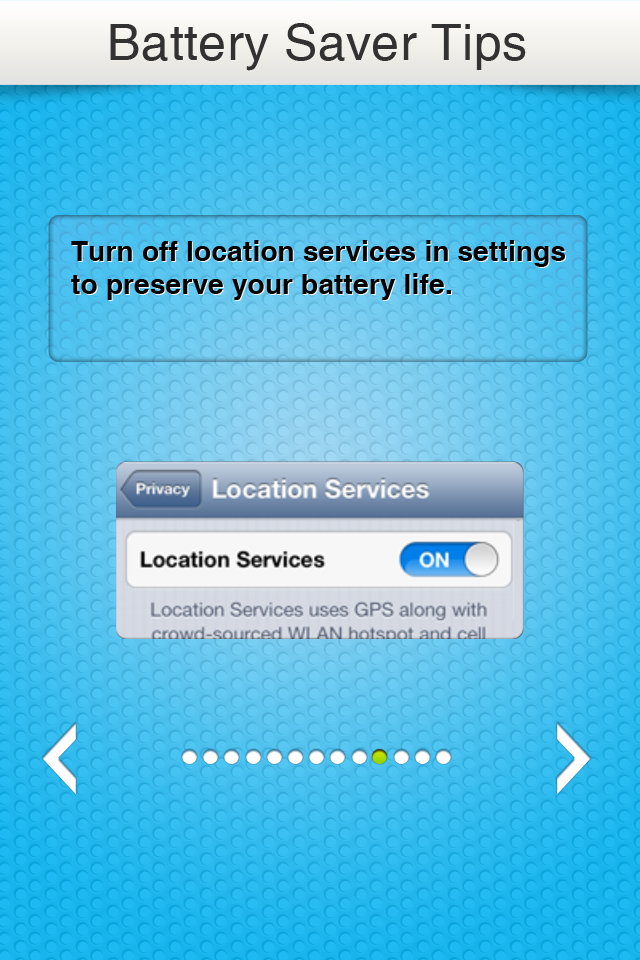 Battery Saver Tips
Turn off location services in settings
to preserve your battery life.
Privacy
Location Services
Location Services
ON
Location Services uses GPS along with
crowd-sourced WLAN hotspot and cell